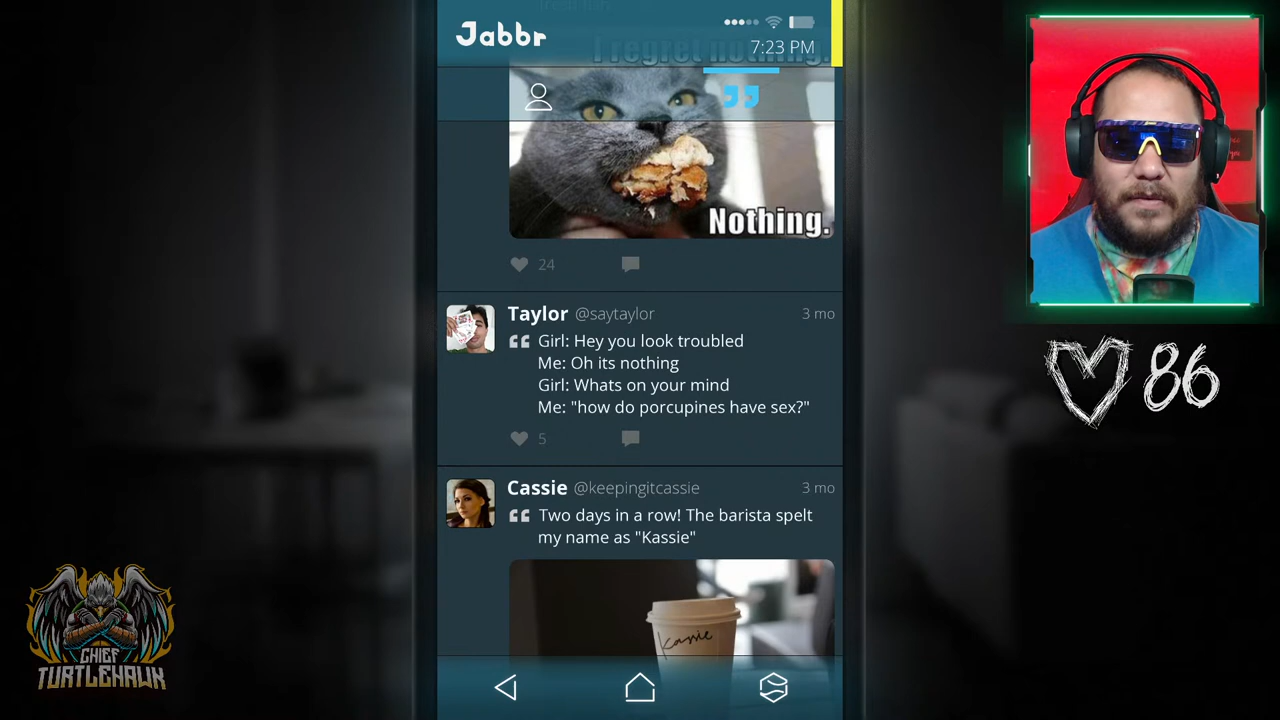 Jabbr
7:23 PM
I regret nothing.
Nothing.
24
Taylor @saytaylor 3 mo
Girl: Hey you look troubled
Me: Oh its nothing
Girl: Whats on your mind
Me: "how do porcupines have sex?"
5
Cassie @keepingitcassie 3 mo
Two days in a row! The barista spelt
my name as "Kassie"
Kassie
86
CHIEF
TURTLEHAWK